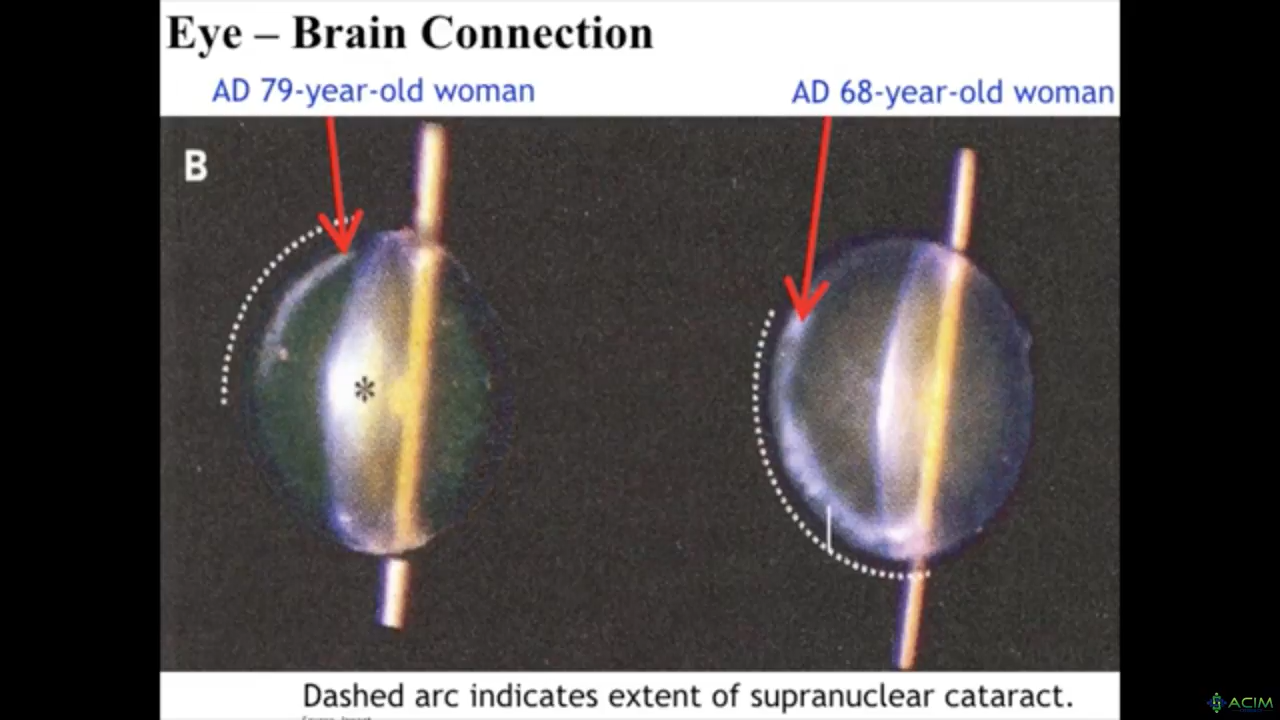 Eye – Brain Connection
AD 79-year-old woman
AD 68-year-old woman
B
*
Dashed arc indicates extent of supranuclear cataract.
ACIM